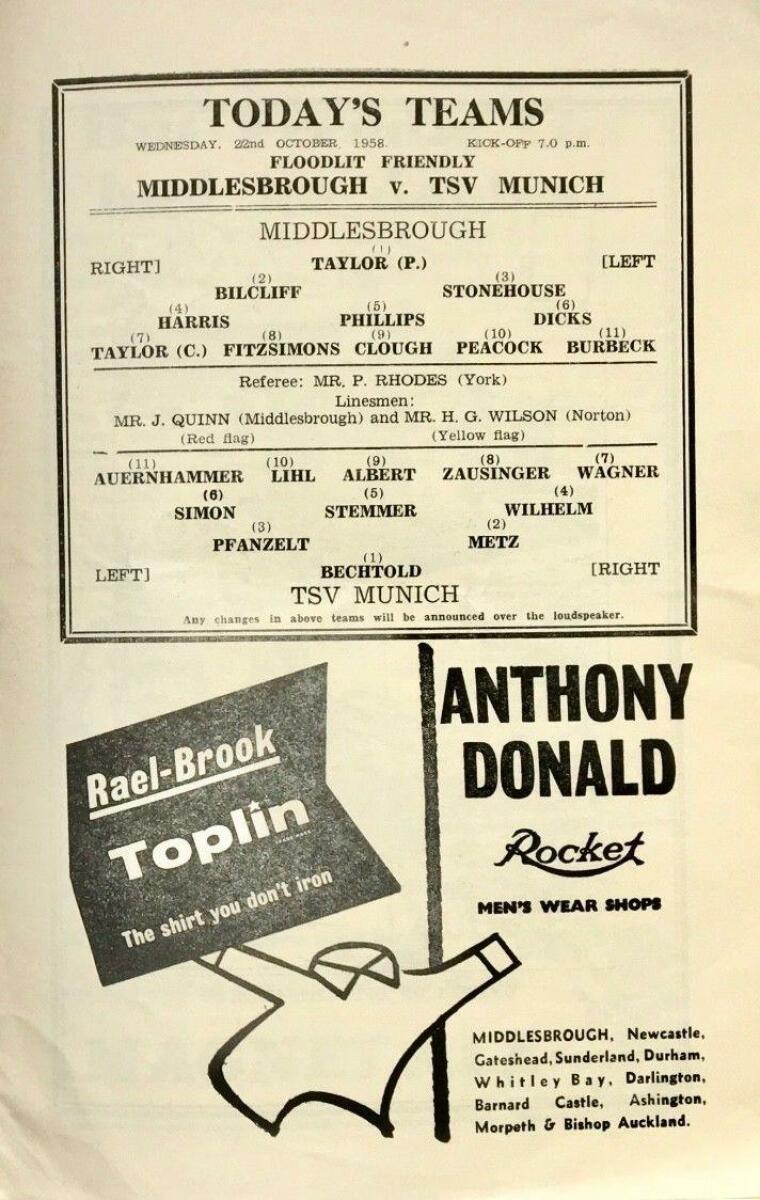 TODAY'S TEAMS
WEDNESDAY, 22nd OCTOBER, 1958. KICK-OFF 7.0 p.m.
FLOODLIT FRIENDLY
MIDDLESBROUGH v. TSV MUNICH
MIDDLESBROUGH
(1)
RIGHT] TAYLOR (P.) [LEFT
(2) (3)
BILCLIFF STONEHOUSE
(4) (5) (6)
HARRIS PHILLIPS DICKS
(7) (8) (9) (10) (11)
TAYLOR (C.) FITZSIMONS CLOUGH PEACOCK BURBECK
Referee: MR. P. RHODES (York)
Linesmen:
MR. J. QUINN (Middlesbrough) and MR. H. G. WILSON (Norton)
(Red flag) (Yellow flag)
(11) (10) (9) (8) (7)
AUERNHAMMER LIHL ALBERT ZAUSINGER WAGNER
(6) (5) (4)
SIMON STEMMER WILHELM
(3) (2)
PFANZELT METZ
(1)
LEFT] BECHTOLD [RIGHT
TSV MUNICH
Any changes in above teams will be announced over the loudspeaker.
Rael-Brook
Toplin
The shirt you don't iron
ANTHONY
DONALD
Rocket
MEN'S WEAR SHOPS
MIDDLESBROUGH, Newcastle,
Gateshead, Sunderland, Durham,
Whitley Bay, Darlington,
Barnard Castle, Ashington,
Morpeth & Bishop Auckland.